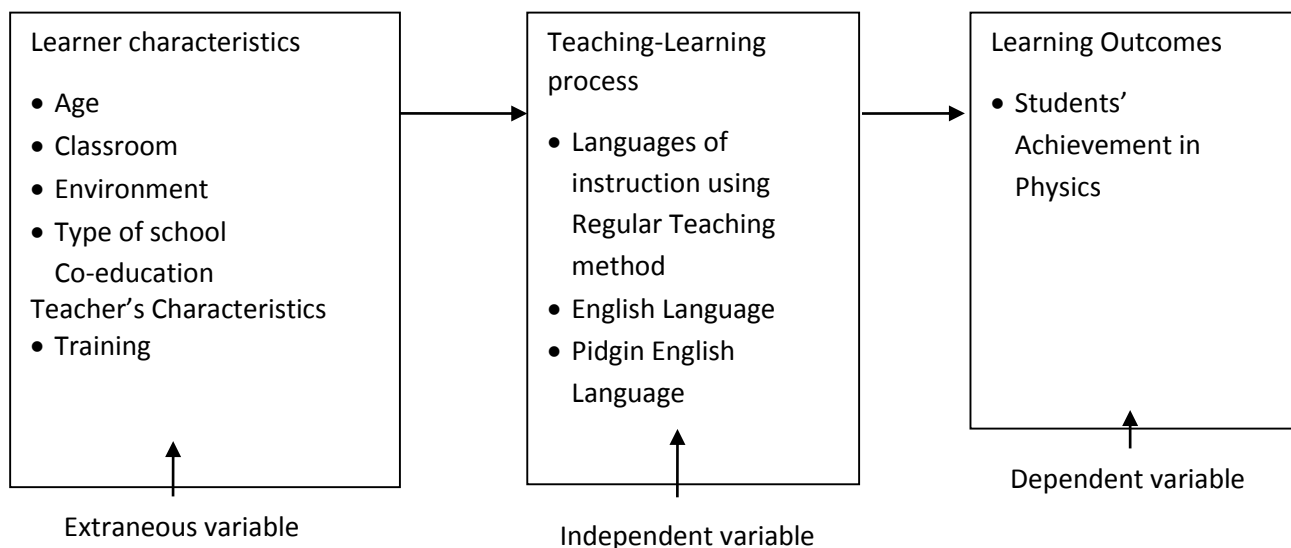 Learner characteristics
• Age
• Classroom
• Environment
• Type of school
Co-education
Teacher’s Characteristics
• Training
Extraneous variable
Teaching-Learning
process
• Languages of
instruction using
Regular Teaching
method
• English Language
• Pidgin English
Language
Independent variable
Learning Outcomes
• Students’
Achievement in
Physics
Dependent variable